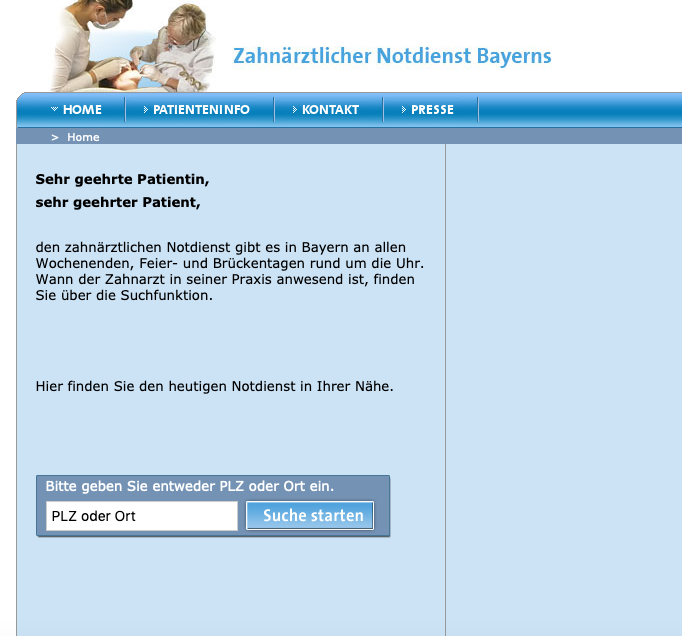 Zahnärztlicher Notdienst Bayerns
HOME PATIENTENINFO KONTAKT PRESSE
> Home
Sehr geehrte Patientin,
sehr geehrter Patient,
den zahnärztlichen Notdienst gibt es in Bayern an allen
Wochenenden, Feier- und Brückentagen rund um die Uhr.
Wann der Zahnarzt in seiner Praxis anwesend ist, finden
Sie über die Suchfunktion.
Hier finden Sie den heutigen Notdienst in Ihrer Nähe.
Bitte geben Sie entweder PLZ oder Ort ein.
PLZ oder Ort Suche starten